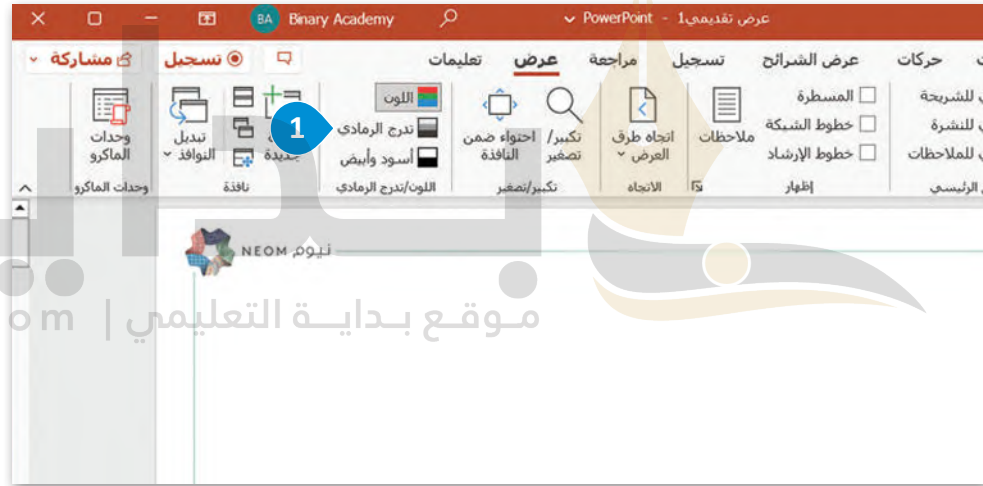 عرض تقديمي1 - PowerPoint
Binary Academy
BA
حركات
عرض الشرائح
تسجيل
مراجعة
عرض
تعليمات
تسجيل
مشاركة
للشريحة
للنشرة
للملاحظات
الرئيسي
المسطرة
خطوط الشبكة
خطوط الإرشاد
إظهار
ملاحظات
اتجاه طرق
العرض
الاتجاه
تكبير/
تصغير
احتواء ضمن
النافذة
تكبير/تصغير
اللون
تدرج الرمادي
أسود وأبيض
اللون/تدرج الرمادي
1
جديدة
تبديل
النوافذ
نافذة
وحدات
الماكرو
وحدات الماكرو
نيوم NEOM
موقع بداية التعليمي | om